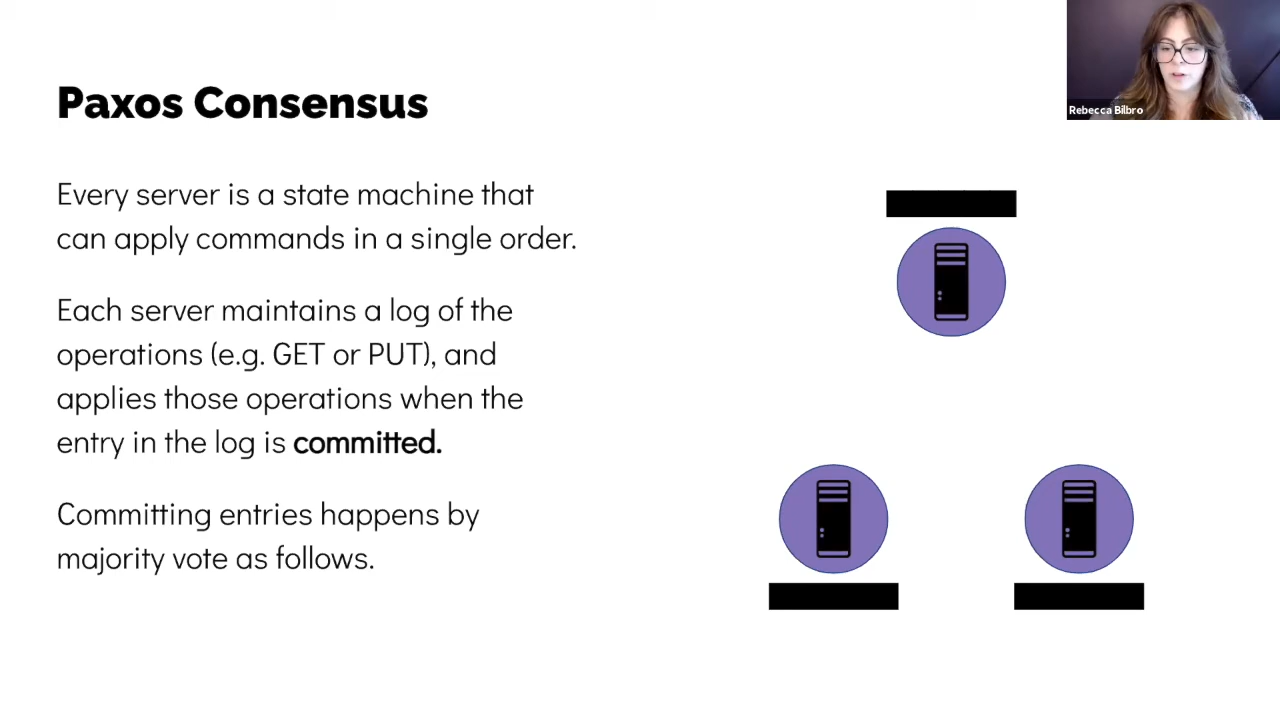 Paxos Consensus
Rebecca Bilbro
Every server is a state machine that
can apply commands in a single order.
Each server maintains a log of the
operations (e.g. GET or PUT), and
applies those operations when the
entry in the log is committed.
Committing entries happens by
majority vote as follows.